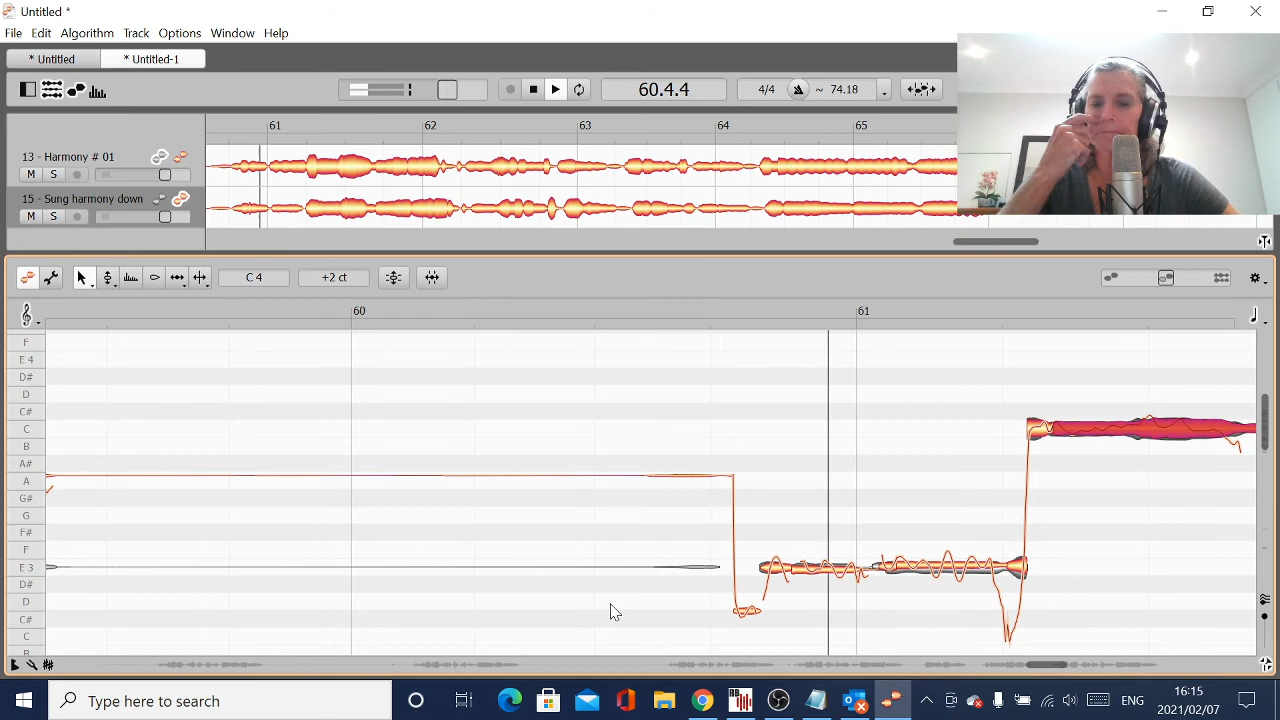 Untitled *
File Edit Algorithm Track Options Window Help
* Untitled * Untitled-1
60.4.4 4/4 ~ 74.18
61 62 63 64 65
13 - Harmony # 01
M S
15 - Sung harmony down
M S
C 4 +2 ct
60 61
F
E 4
D#
D
C#
C
B
A#
A
G#
G
F#
F
E 3
D#
D
C#
C
B
Type here to search
RB
ENG
16:15
2021/02/07